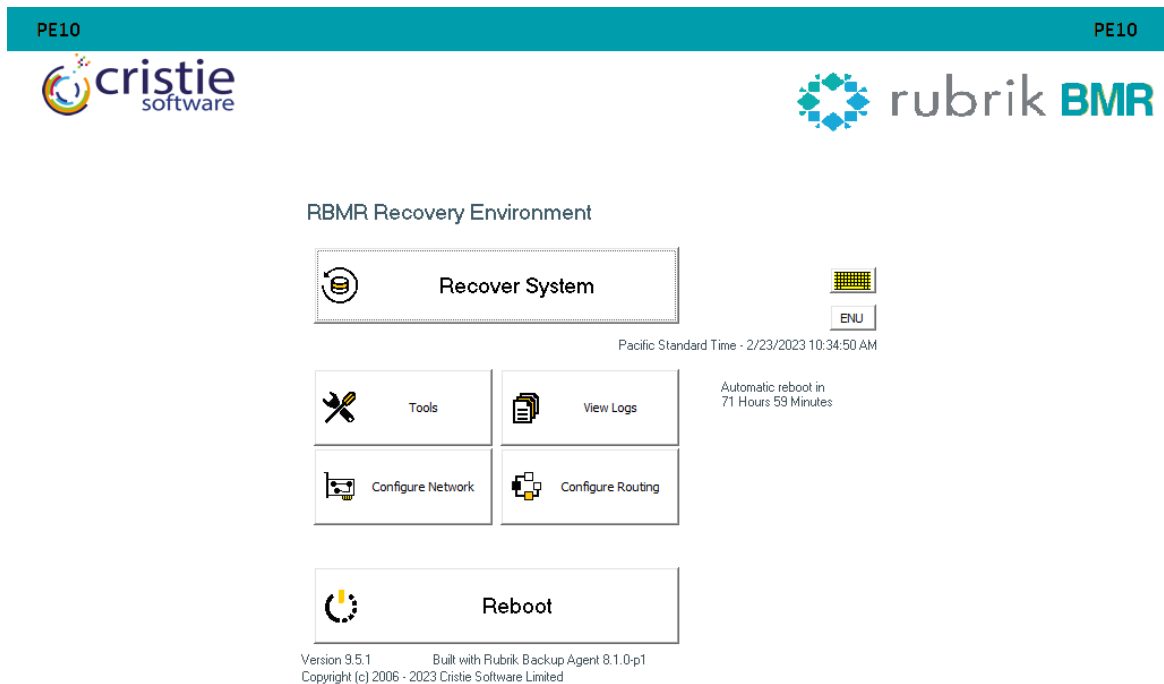 PE10 PE10
cristie
software
rubrik BMR
RBMR Recovery Environment
Recover System
ENU
Pacific Standard Time - 2/23/2023 10:34:50 AM
Automatic reboot in
71 Hours 59 Minutes
Tools
View Logs
Configure Network
Configure Routing
Reboot
Version 9.5.1 Built with Rubrik Backup Agent 8.1.0-p1
Copyright (c) 2006 - 2023 Cristie Software Limited